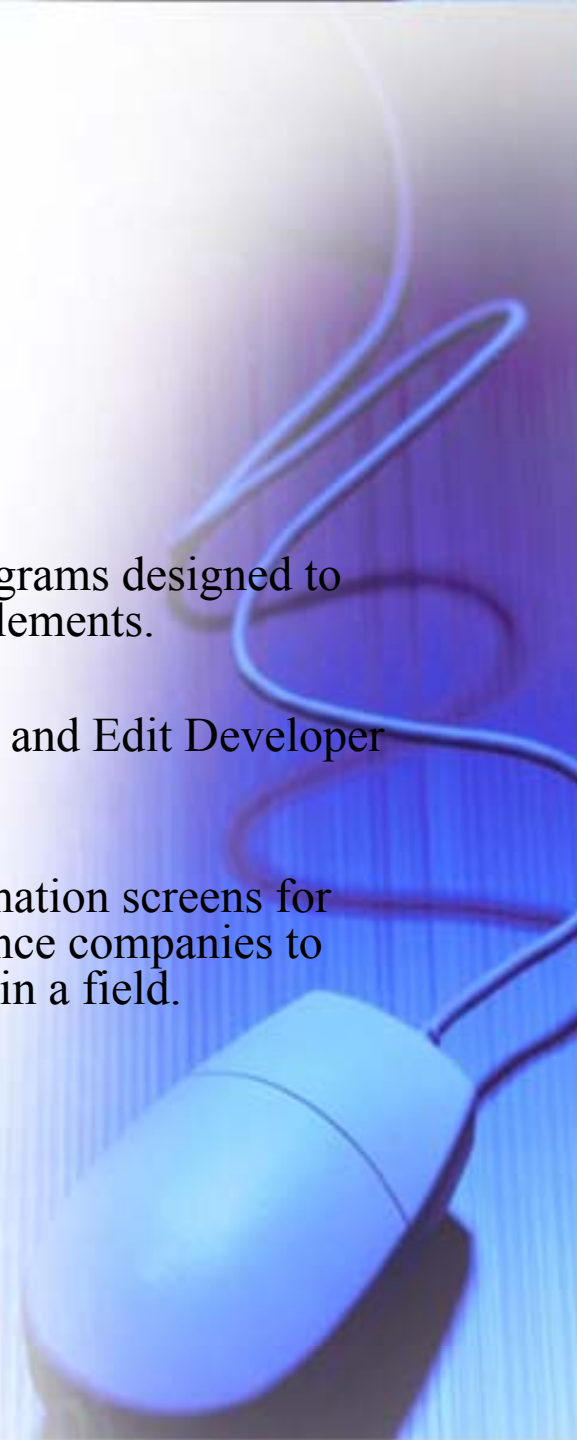 grams designed to
lements.
and Edit Developer
nation screens for
nce companies to
in a field.